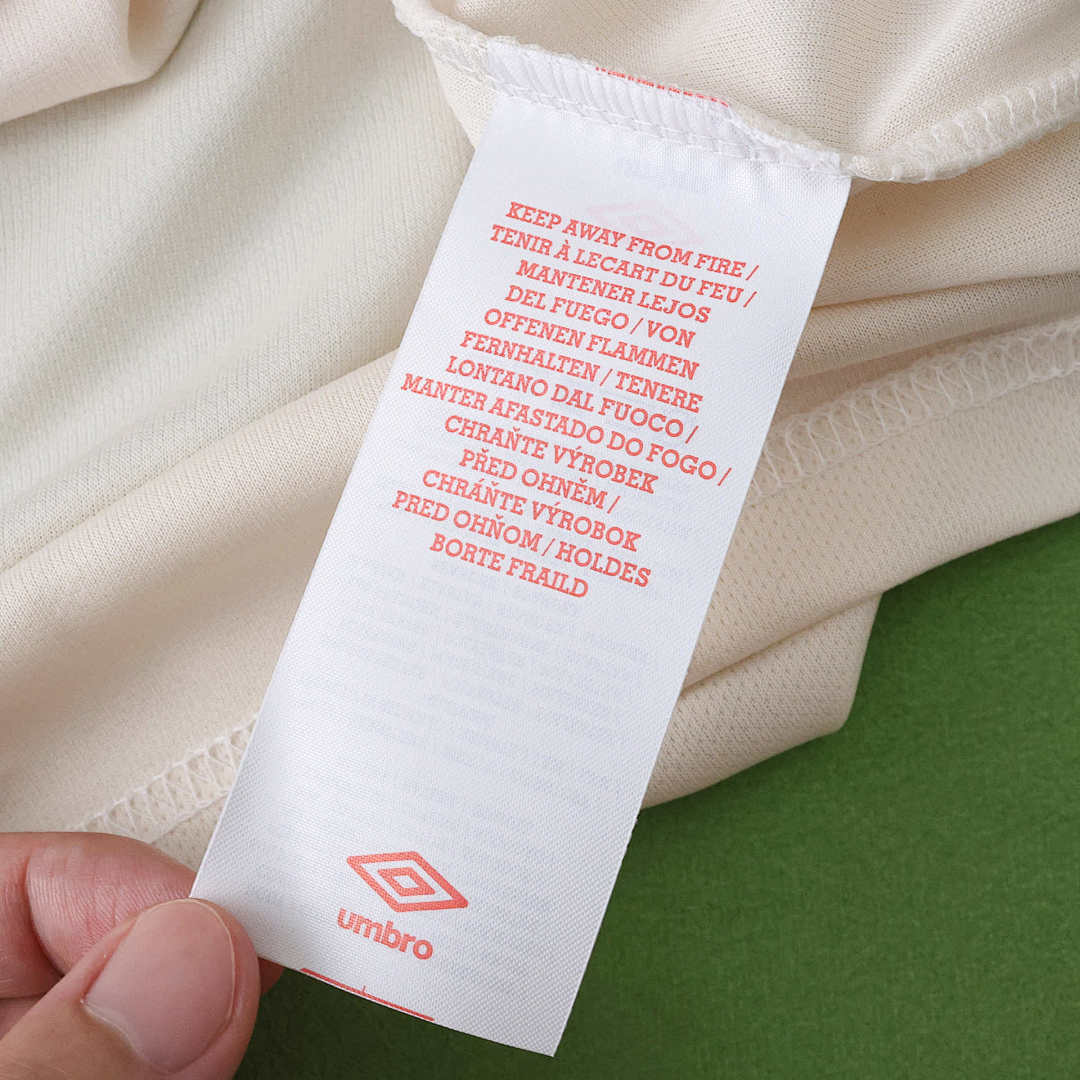 KEEP AWAY FROM FIRE /
TENIR À LECART DU FEU /
MANTENER LEJOS
DEL FUEGO / VON
OFFENEN FLAMMEN
FERNHALTEN / TENERE
LONTANO DAL FUOCO /
MANTER AFASTADO DO FOGO /
CHRAŇTE VÝROBEK
PŘED OHNĚM /
CHRÁŇTE VÝROBOK
PRED OHŇOM / HOLDES
BORTE FRAILD
umbro